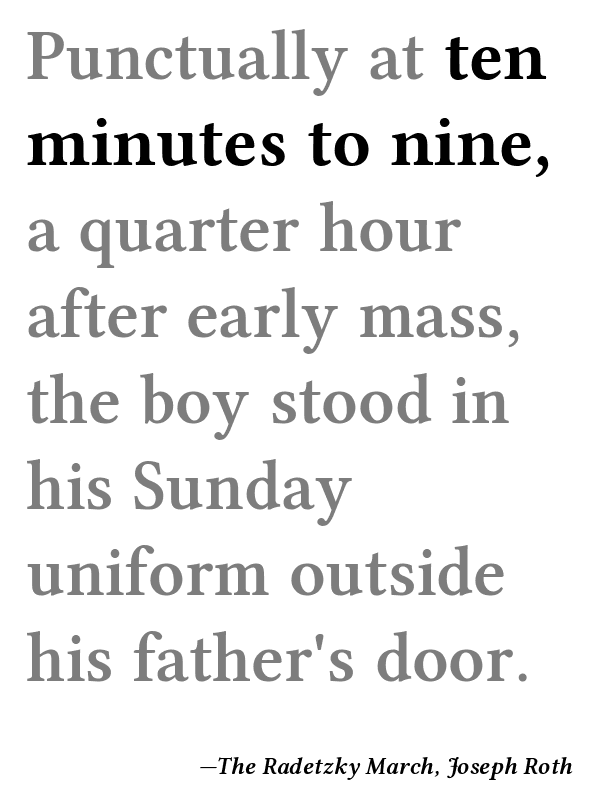 Punctually at ten
minutes to nine,
a quarter hour
after early mass,
the boy stood in
his Sunday
uniform outside
his father's door.
—The Radetzky March, Joseph Roth